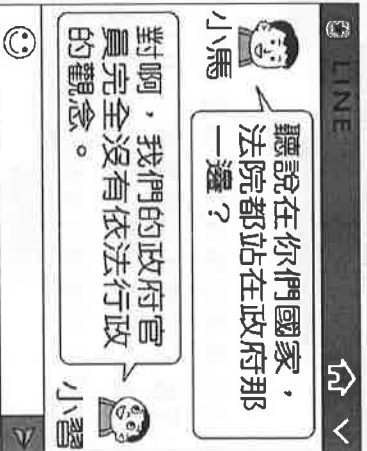 LINE
聽說在你們國家，
法院都站在政府那
一邊？
小馬
對啊，我們的政府官
員完全沒有依法行政
的觀念。
小習